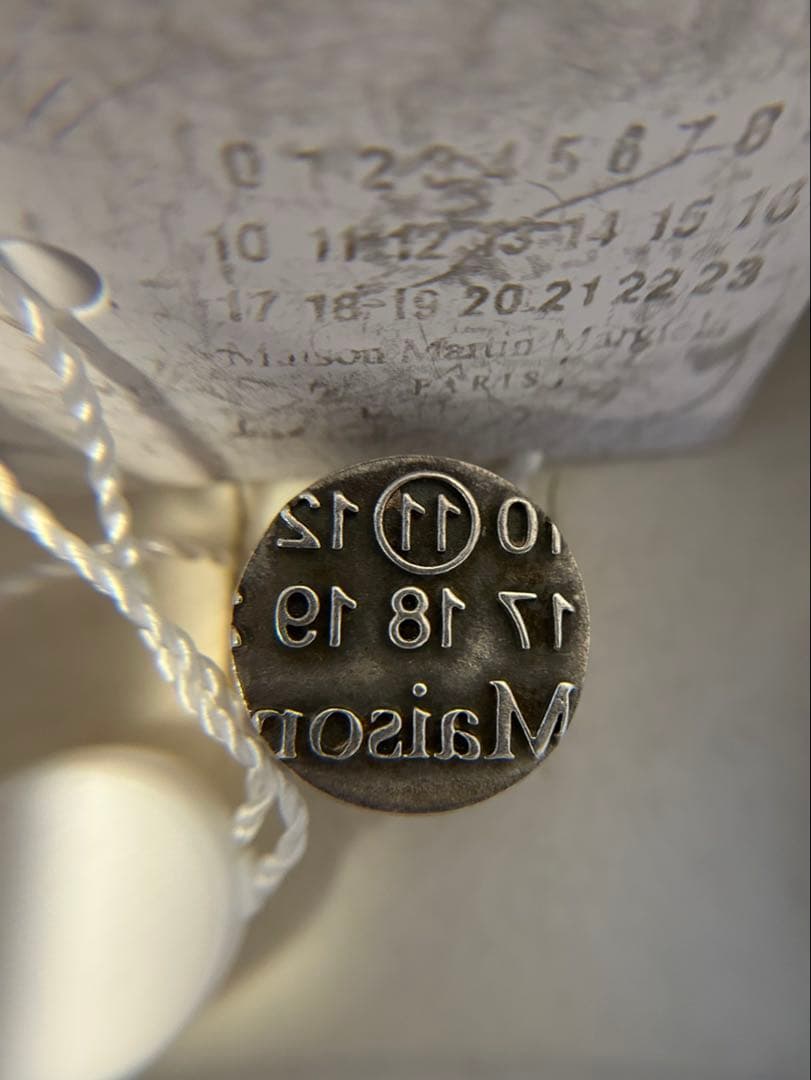 0 1 2 3 4 5 6 7 8
10 11 12 13 14 15 16
17 18 19 20 21 22 23
Maison Martin Margiela
PARIS
10 11 12
17 18 19
Maison